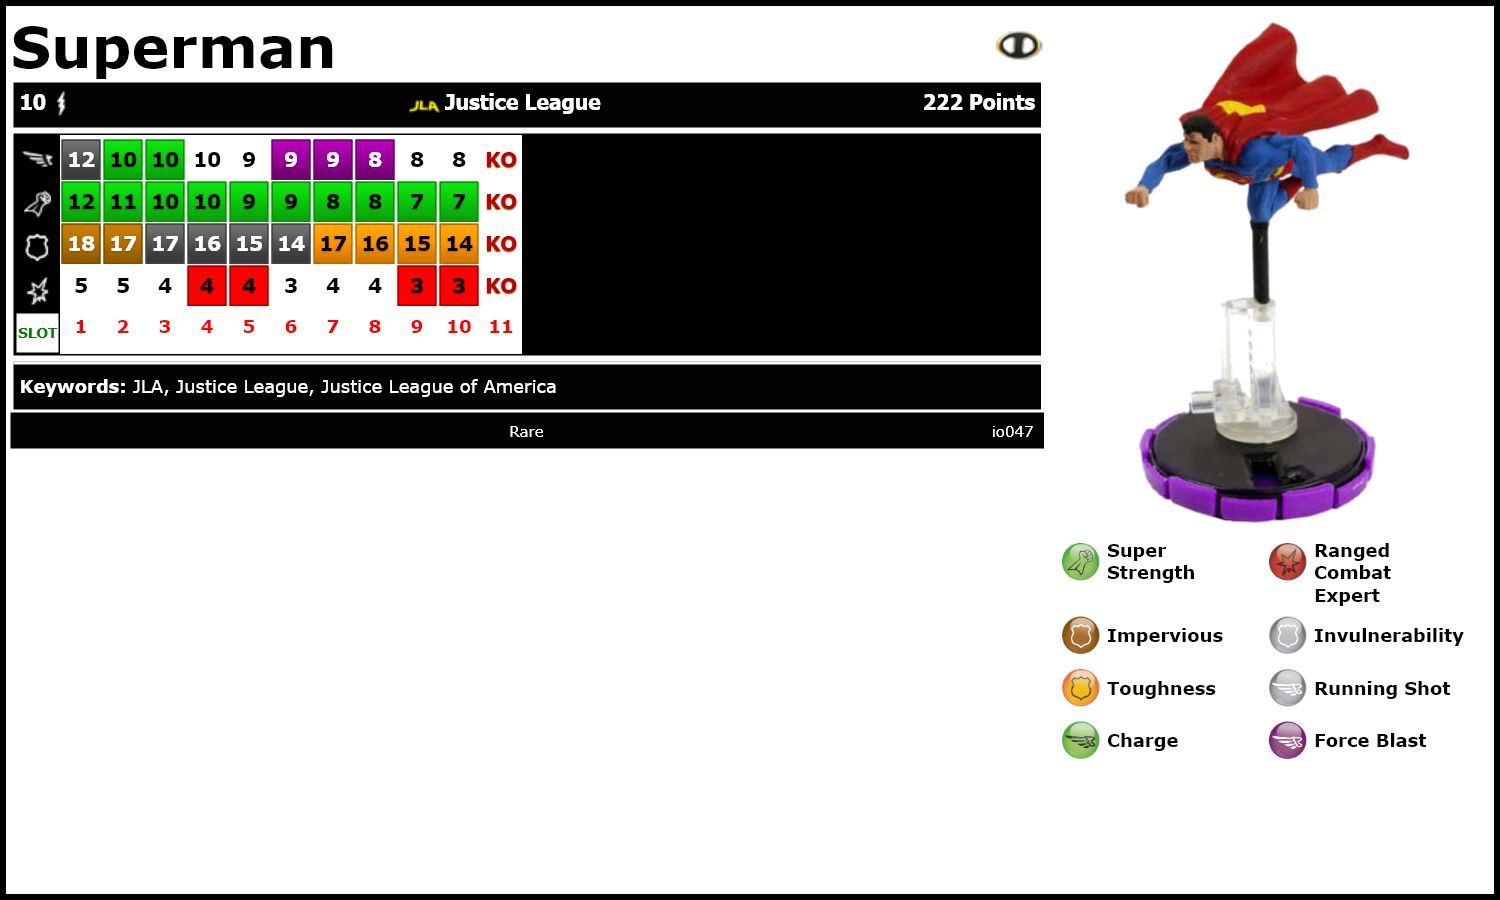 Superman
10 JLA Justice League 222 Points
12 10 10 10 9 9 9 8 8 8 KO
12 11 10 10 9 9 8 8 7 7 KO
18 17 17 16 15 14 17 16 15 14 KO
5 5 4 4 4 3 4 4 3 3 KO
SLOT 1 2 3 4 5 6 7 8 9 10 11
Keywords: JLA, Justice League, Justice League of America
Rare io047
Super
Strength
Ranged
Combat
Expert
Impervious
Invulnerability
Toughness
Running Shot
Charge
Force Blast